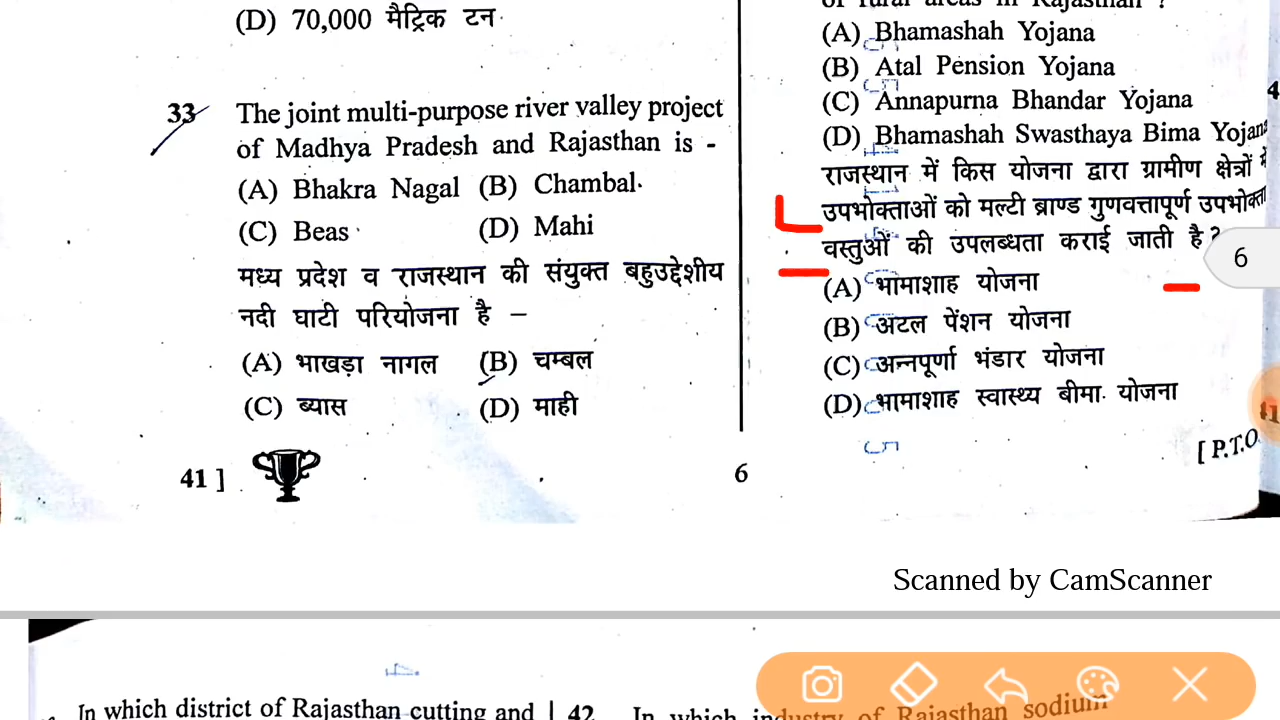 (D) 70,000 मैट्रिक टन
33 The joint multi-purpose river valley project
of Madhya Pradesh and Rajasthan is -
(A) Bhakra Nagal (B) Chambal
(C) Beas (D) Mahi
मध्य प्रदेश व राजस्थान की संयुक्त बहुउद्देशीय
नदी घाटी परियोजना है –
(A) भाखड़ा नागल (B) चम्बल
(C) ब्यास (D) माही
41 ]
6
of rural areas in Rajasthan ?
(A) Bhamashah Yojana
(B) Atal Pension Yojana
(C) Annapurna Bhandar Yojana
(D) Bhamashah Swasthaya Bima Yojana
राजस्थान में किस योजना द्वारा ग्रामीण क्षेत्रों में
उपभोक्ताओं को मल्टी ब्राण्ड गुणवत्तापूर्ण उपभोक्ता
वस्तुओं की उपलब्धता कराई जाती है ?
(A) भामाशाह योजना
(B) अटल पेंशन योजना
(C) अन्नपूर्णा भंडार योजना
(D) भामाशाह स्वास्थ्य बीमा योजना
[ P.T.O.
6
4
Scanned by CamScanner
In which district of Rajasthan cutting and
42 In which industry of Rajasthan sodium